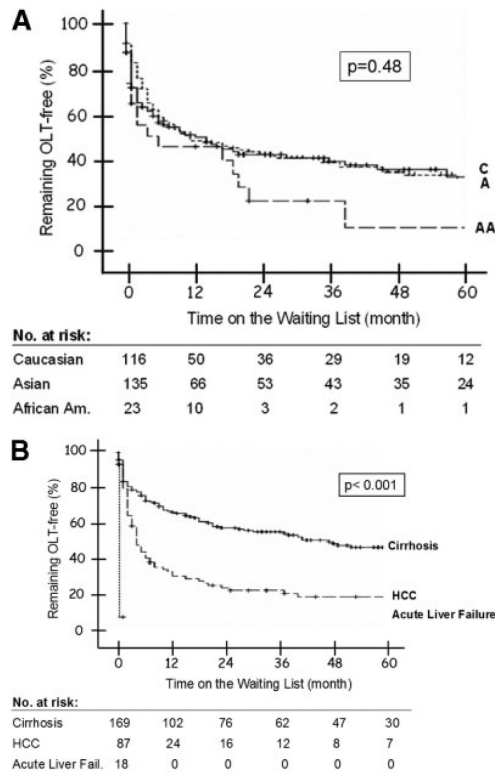 A
100
80
60
40
20
0
Remaining OLT-free (%)
p=0.48
C
A
AA
0 12 24 36 48 60
Time on the Waiting List (month)
No. at risk:
Caucasian 116 50 36 29 19 12
Asian 135 66 53 43 35 24
African Am. 23 10 3 2 1 1
B
100
80
60
40
20
0
Remaining OLT-free (%)
p< 0.001
Cirrhosis
HCC
Acute Liver Failure
0 12 24 36 48 60
Time on the Waiting List (month)
No. at risk:
Cirrhosis 169 102 76 62 47 30
HCC 87 24 16 12 8 7
Acute Liver Fail. 18 0 0 0 0 0